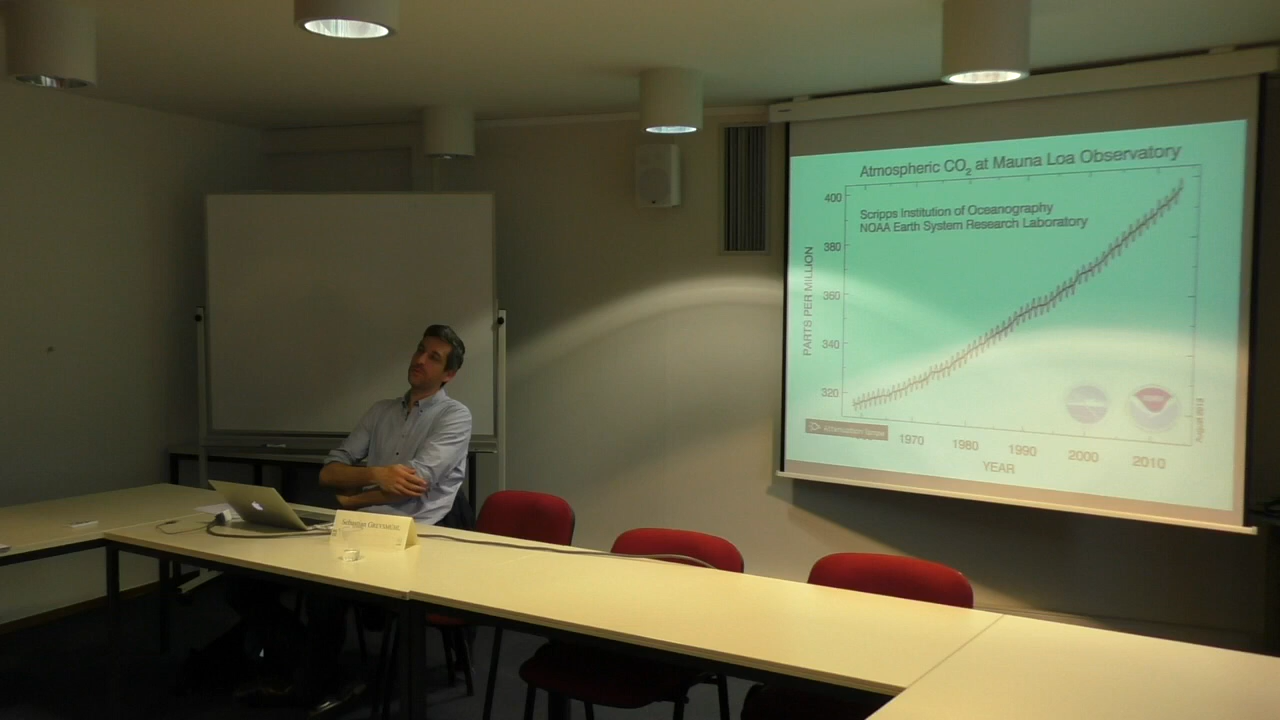 Atmospheric CO2 at Mauna Loa Observatory
Scripps Institution of Oceanography
NOAA Earth System Research Laboratory
PARTS PER MILLION
400
380
360
340
320
1970
1980
1990
2000
2010
YEAR
Sebastian